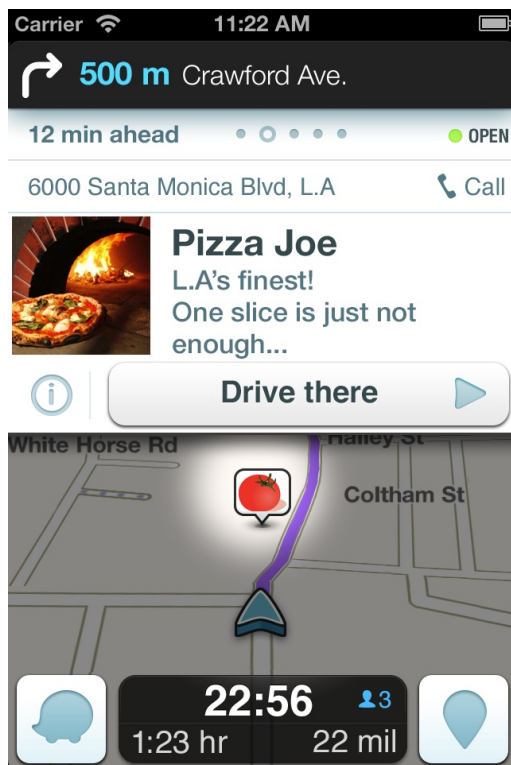 Carrier 11:22 AM
500 m Crawford Ave.
12 min ahead OPEN
6000 Santa Monica Blvd, L.A Call
Pizza Joe
L.A's finest!
One slice is just not
enough...
i Drive there
White Horse Rd Halley St
Coltham St
22:56 3
1:23 hr 22 mil